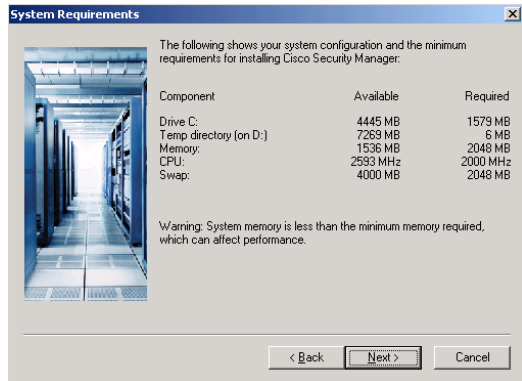 System Requirements
The following shows your system configuration and the minimum
requirements for installing Cisco Security Manager:
Component Available Required
Drive C: 4445 MB 1579 MB
Temp directory (on D:) 7269 MB 6 MB
Memory: 1536 MB 2048 MB
CPU: 2593 MHz 2000 MHz
Swap: 4000 MB 2048 MB
Warning: System memory is less than the minimum memory required,
which can affect performance.
< Back Next > Cancel